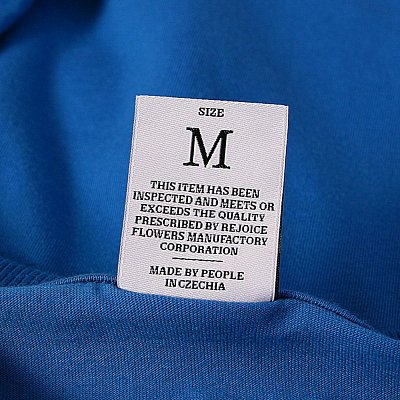 SIZE
M
THIS ITEM HAS BEEN
INSPECTED AND MEETS OR
EXCEEDS THE QUALITY
PRESCRIBED BY REJOICE
FLOWERS MANUFACTORY
CORPORATION
MADE BY PEOPLE
IN CZECHIA